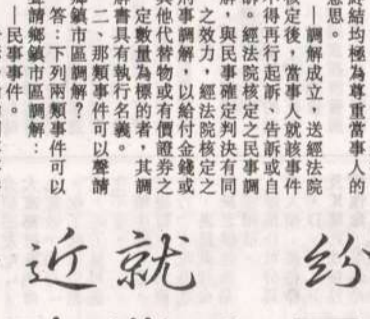 終結均極為尊重當事人的
意思。
—調解成立，送經法院
核定後，當事人就該事件
不得再行起訴、告訴或自
訴。經法院核定之民事調
解，與民事確定判決有同
之效力，經法院核定之
刑事調解，以給付金錢或
其他代替物或有價證券之
定數量為標的者，其調
解書具有執行名義。
二、那類事件可以聲請
鄉鎮市區調解？
答：下列兩類事件可以
聲請鄉鎮市區調解：
—民事事件。
紛
就
近